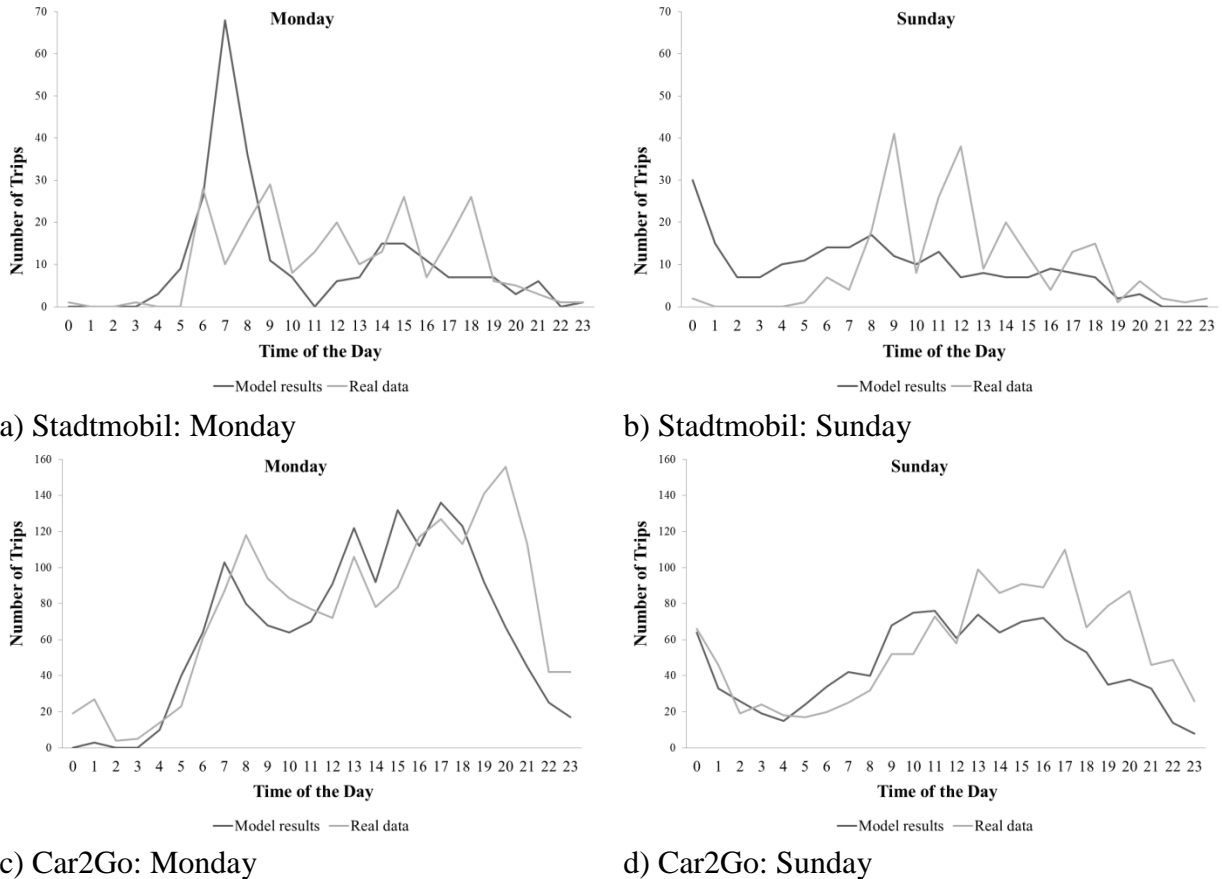 Monday
70
60
50
40
30
20
10
0
Number of Trips
0 1 2 3 4 5 6 7 8 9 10 11 12 13 14 15 16 17 18 19 20 21 22 23
Time of the Day
Model results Real data
a) Stadtmobil: Monday
Sunday
70
60
50
40
30
20
10
0
Number of Trips
0 1 2 3 4 5 6 7 8 9 10 11 12 13 14 15 16 17 18 19 20 21 22 23
Time of the Day
Model results Real data
b) Stadtmobil: Sunday
Monday
160
140
120
100
80
60
40
20
0
Number of Trips
0 1 2 3 4 5 6 7 8 9 10 11 12 13 14 15 16 17 18 19 20 21 22 23
Time of the Day
Model results Real data
c) Car2Go: Monday
Sunday
160
140
120
100
80
60
40
20
0
Number of Trips
0 1 2 3 4 5 6 7 8 9 10 11 12 13 14 15 16 17 18 19 20 21 22 23
Time of the Day
Model results Real data
d) Car2Go: Sunday